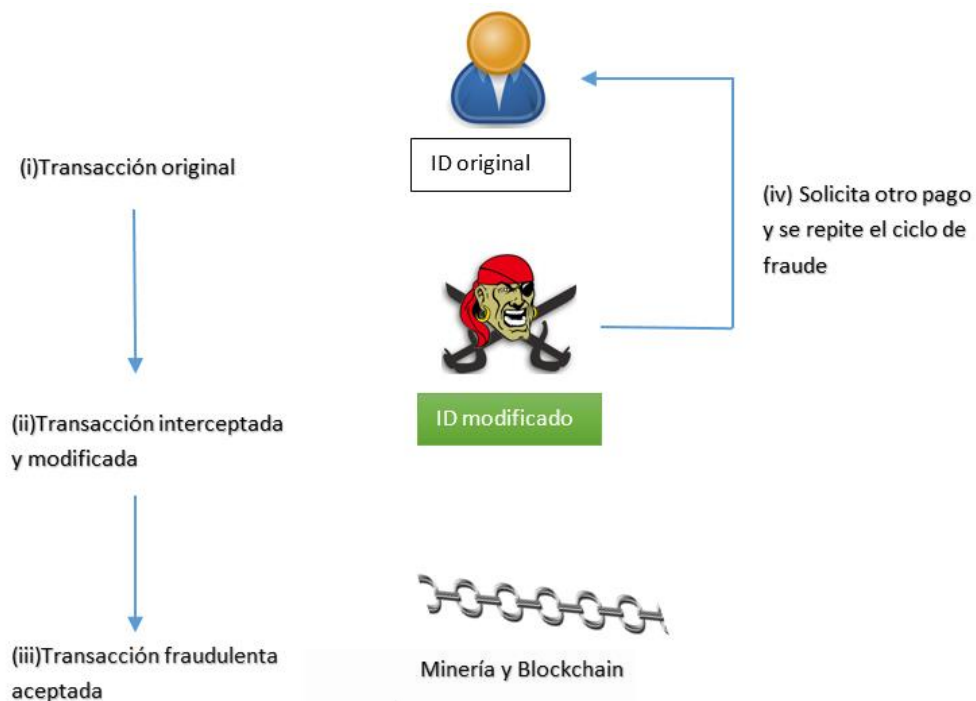 ID original
(i)Transacción original
(iv) Solicita otro pago
y se repite el ciclo de
fraude
ID modificado
(ii)Transacción interceptada
y modificada
(iii)Transacción fraudulenta
aceptada
Minería y Blockchain